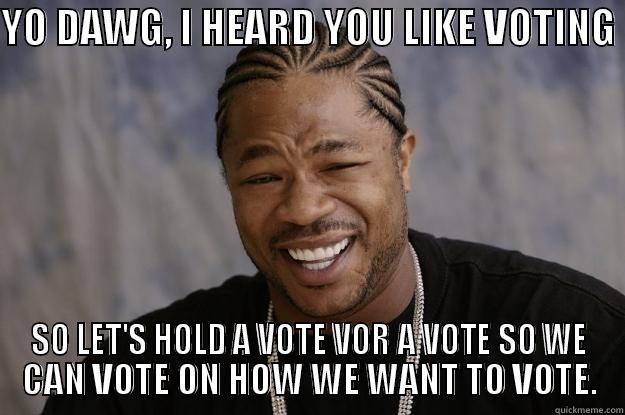 YO DAWG, I HEARD YOU LIKE VOTING
SO LET'S HOLD A VOTE VOR A VOTE SO WE
CAN VOTE ON HOW WE WANT TO VOTE.
quickmeme.com